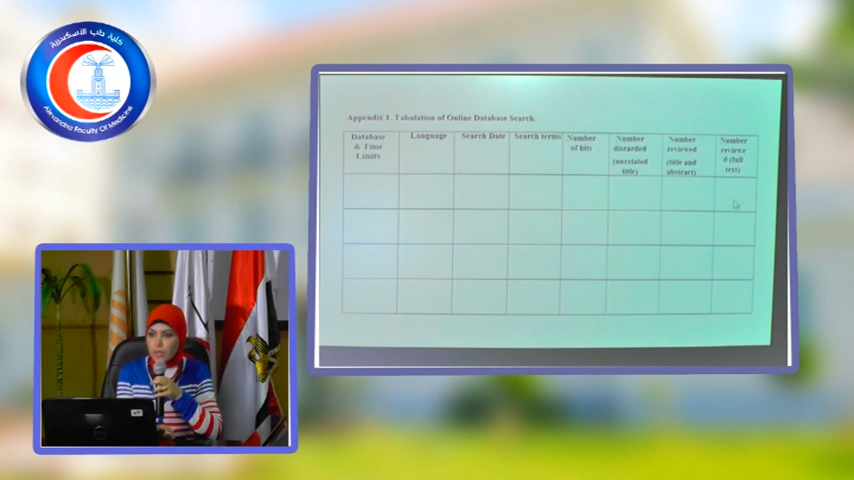 كلية طب الاسكندرية
Alexandria Faculty Of Medicine
Appendix 1. Tabulation of Online Database Search.
Database & Time Limits
Language
Search Date
Search terms
Number of hits
Number discarded (unrelated title)
Number reviewed (title and abstract)
Number reviewe d (full text)